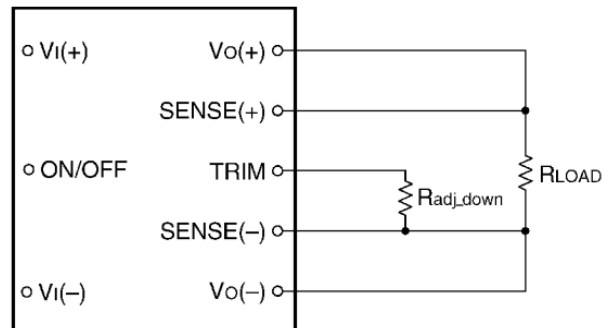 VI(+) VO(+)
SENSE(+)
ON/OFF TRIM RLOAD
Radj_down
SENSE(−)
VI(−) VO(−)